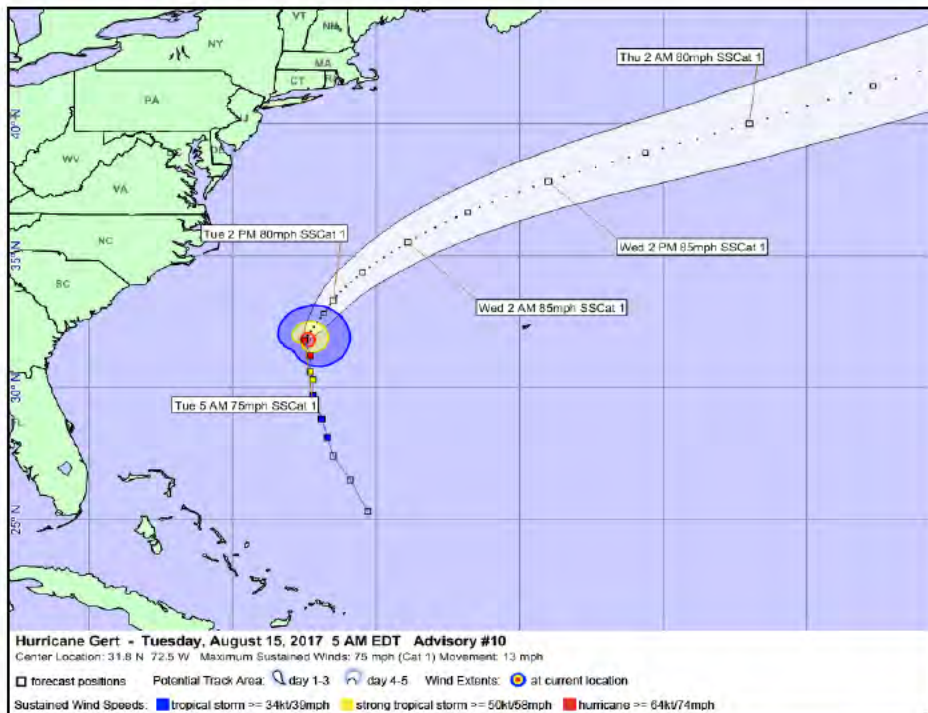 VT
NH
NY
MA
CT
RI
PA
NJ
DE
WV
VA
NC
SC
FL
40° N
35° N
30° N
25° N
Thu 2 AM 80mph SSCat 1
Tue 2 PM 80mph SSCat 1
Wed 2 PM 85mph SSCat 1
Wed 2 AM 85mph SSCat 1
Tue 5 AM 75mph SSCat 1
Hurricane Gert - Tuesday, August 15, 2017 5 AM EDT Advisory #10
Center Location: 31.8 N 72.5 W Maximum Sustained Winds: 75 mph (Cat 1) Movement: 13 mph
forecast positions Potential Track Area: day 1-3 day 4-5 Wind Extents: at current location
Sustained Wind Speeds: tropical storm >= 34kt/39mph strong tropical storm >= 50kt/58mph hurricane >= 64kt/74mph